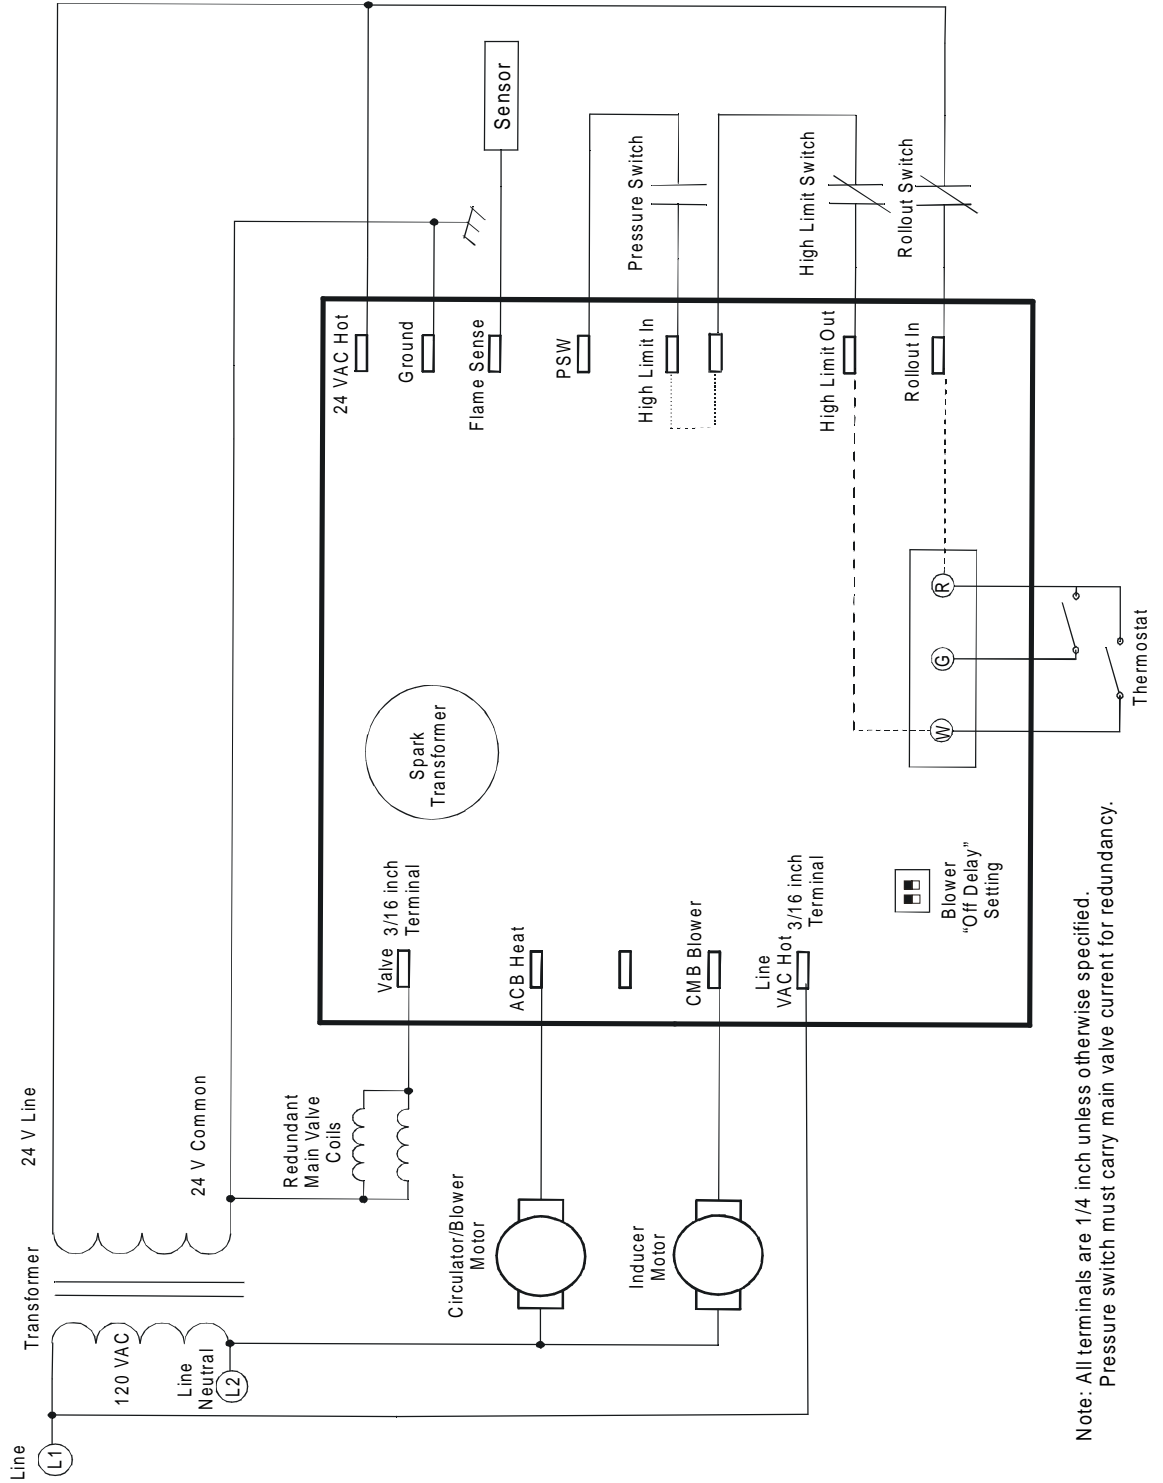 Line
L1
Transformer
120 VAC
Line
Neutral
L2
24 V Line
24 V Common
Redundant
Main Valve
Coils
Circulator/Blower
Motor
Inducer
Motor
Valve
3/16 inch
Terminal
ACB Heat
CMB Blower
Line
VAC Hot
3/16 inch
Terminal
Blower
“Off Delay”
Setting
Spark
Transformer
W
G
R
Thermostat
24 VAC Hot
Ground
Flame Sense
PSW
High Limit In
High Limit Out
Rollout In
Sensor
Pressure Switch
High Limit Switch
Rollout Switch
Note: All terminals are 1/4 inch unless otherwise specified.
Pressure switch must carry main valve current for redundancy.